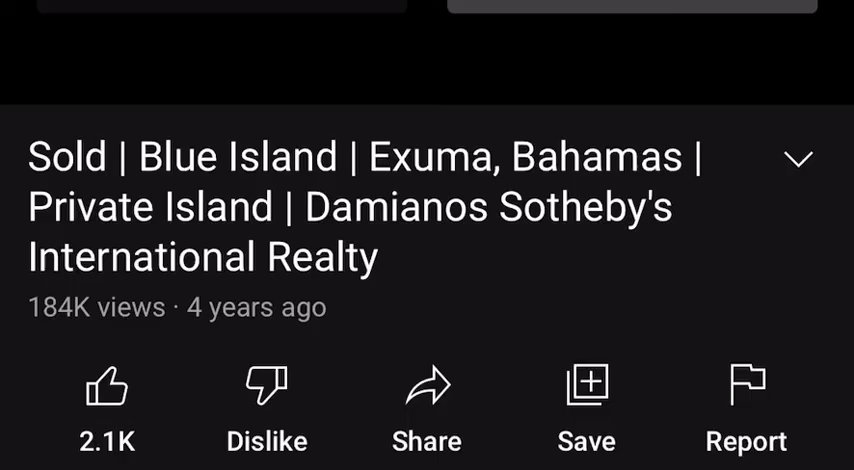 Sold | Blue Island | Exuma, Bahamas |
Private Island | Damianos Sotheby's
International Realty
184K views · 4 years ago
2.1K Dislike Share Save Report